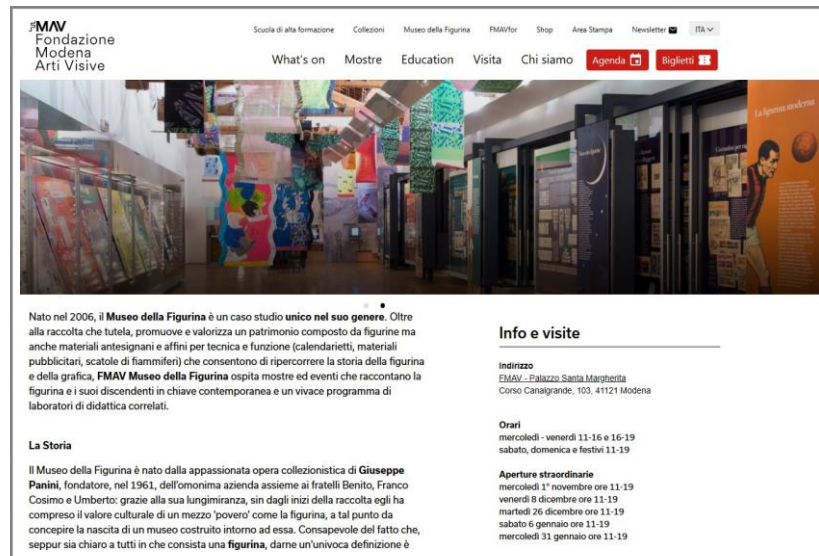 FMAV
Fondazione
Modena
Arti Visive
Scuola di alta formazione Collezioni Museo della Figurina FMAVfor Shop Area Stampa Newsletter ITA
What's on Mostre Education Visita Chi siamo Agenda Biglietti
La figurina moderna
Nato nel 2006, il Museo della Figurina è un caso studio unico nel suo genere. Oltre
alla raccolta che tutela, promuove e valorizza un patrimonio composto da figurine ma
anche materiali antesignani e affini per tecnica e funzione (calendarietti, materiali
pubblicitari, scatole di fiammiferi) che consentono di ripercorrere la storia della figurina
e della grafica, FMAV Museo della Figurina ospita mostre ed eventi che raccontano la
figurina e i suoi discendenti in chiave contemporanea e un vivace programma di
laboratori di didattica correlati.
La Storia
Il Museo della Figurina è nato dalla appassionata opera collezionistica di Giuseppe
Panini, fondatore, nel 1961, dell'omonima azienda assieme ai fratelli Benito, Franco
Cosimo e Umberto: grazie alla sua lungimiranza, sin dagli inizi della raccolta egli ha
compreso il valore culturale di un mezzo 'povero' come la figurina, a tal punto da
concepire la nascita di un museo costruito intorno ad essa. Consapevole del fatto che,
seppur sia chiaro a tutti in che consista una figurina, darne un'univoca definizione è
Info e visite
Indirizzo
FMAV - Palazzo Santa Margherita
Corso Canalgrande, 103, 41121 Modena
Orari
mercoledì - venerdì 11-16 e 16-19
sabato, domenica e festivi 11-19
Aperture straordinarie
mercoledì 1° novembre ore 11-19
venerdì 8 dicembre ore 11-19
martedì 26 dicembre ore 11-19
sabato 6 gennaio ore 11-19
mercoledì 31 gennaio ore 11-19